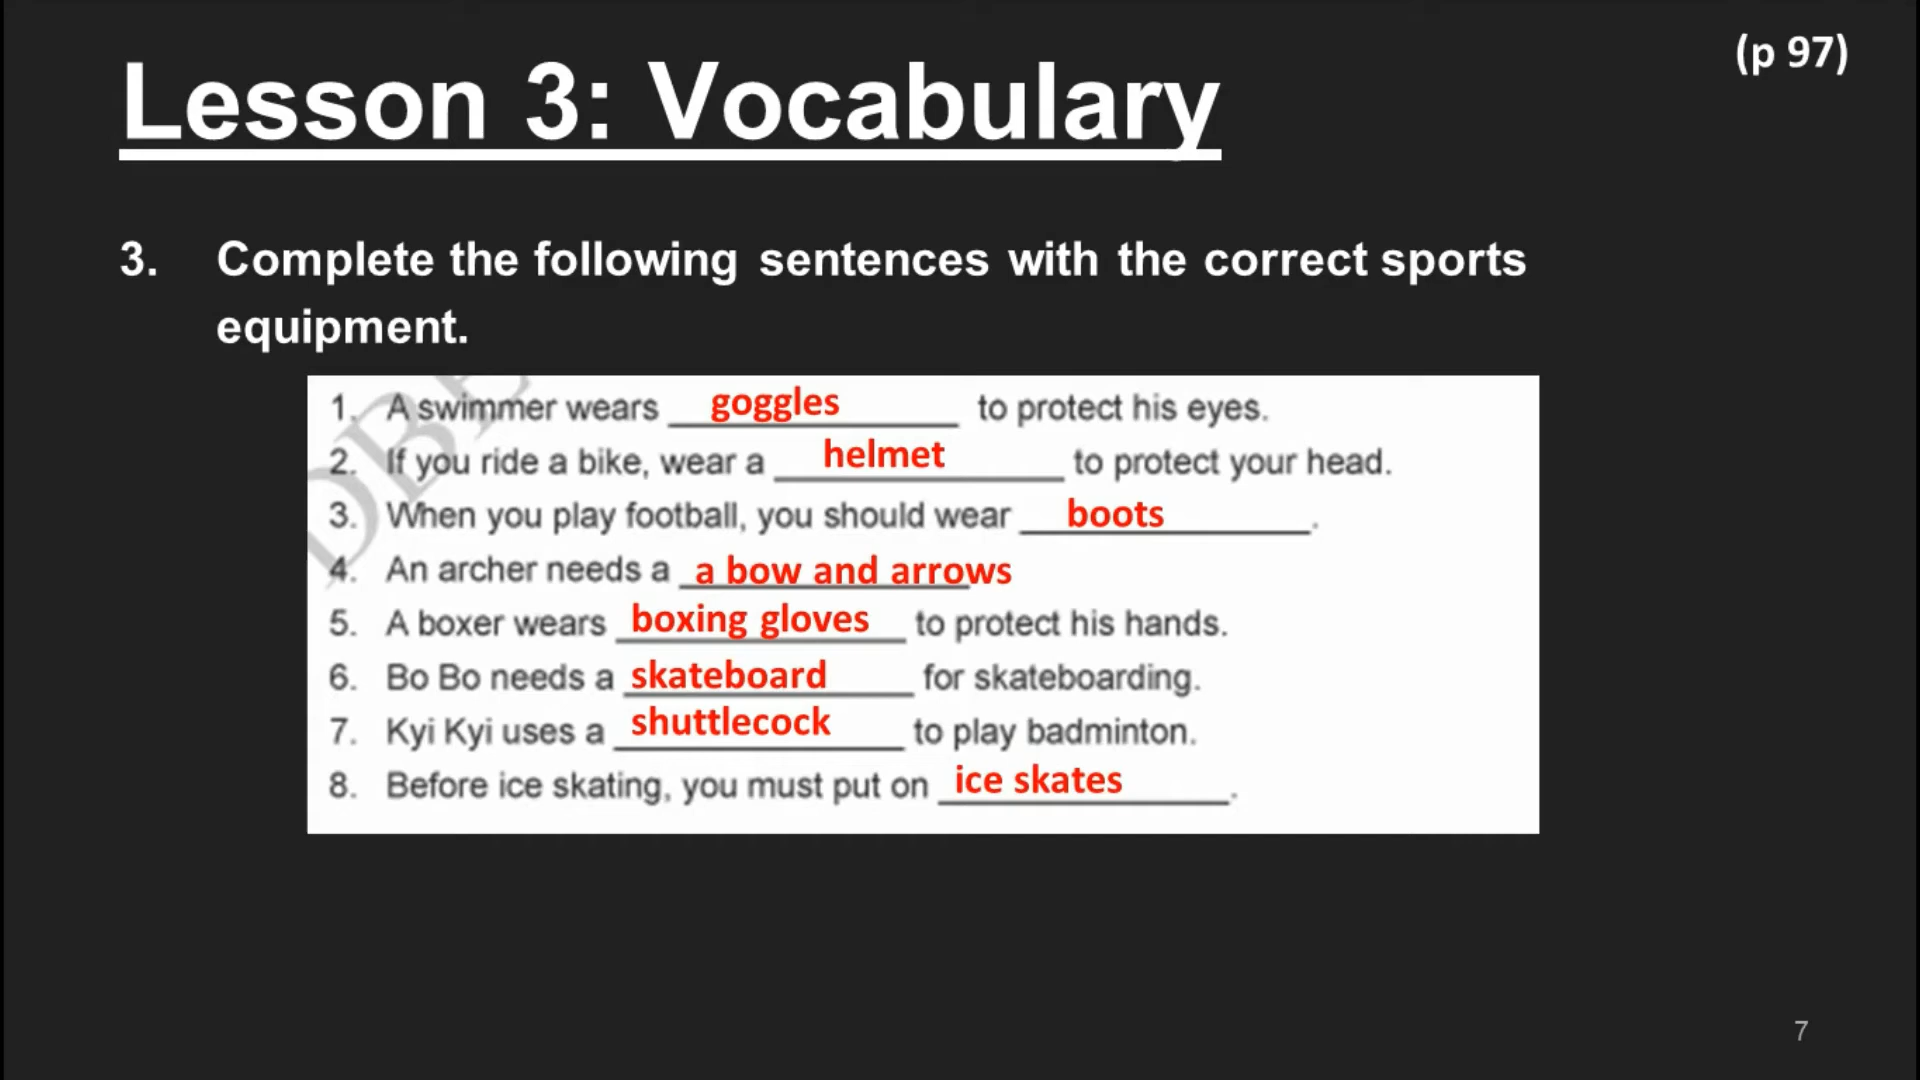 (p 97)
Lesson 3: Vocabulary
3. Complete the following sentences with the correct sports
equipment.
DBE
1. A swimmer wears goggles to protect his eyes.
2. If you ride a bike, wear a helmet to protect your head.
3. When you play football, you should wear boots.
4. An archer needs a a bow and arrows
5. A boxer wears boxing gloves to protect his hands.
6. Bo Bo needs a skateboard for skateboarding.
7. Kyi Kyi uses a shuttlecock to play badminton.
8. Before ice skating, you must put on ice skates.
7